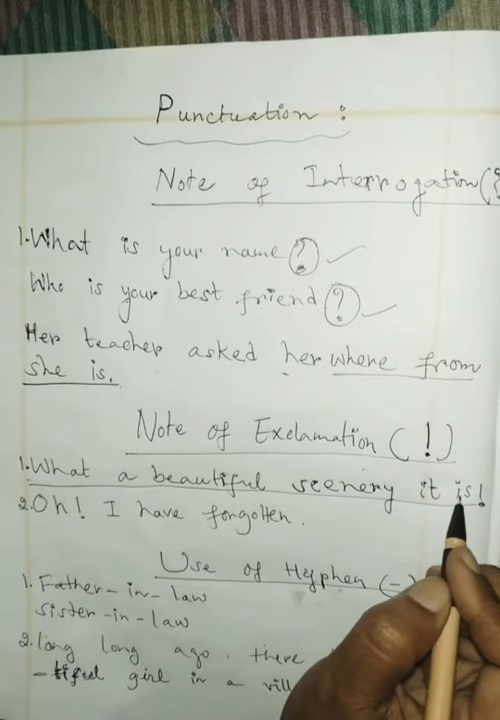 Punctuation :
Note of Interrogation (
1. What is your name ?
Who is your best friend ?
Her teacher asked her where from
she is.
Note of Exclamation ( ! )
1. What a beautiful scenery it is!
2. Oh! I have forgotten.
Use of Hyphen (-)
1. Father-in-law
sister-in-law
2. long long ago. there
-tiful girl in a vill